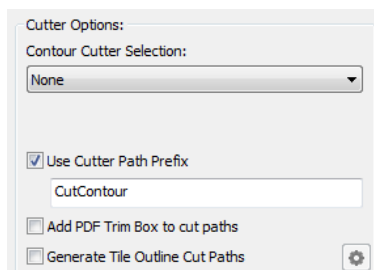 Cutter Options:
Contour Cutter Selection:
None
Use Cutter Path Prefix
CutContour
Add PDF Trim Box to cut paths
Generate Tile Outline Cut Paths